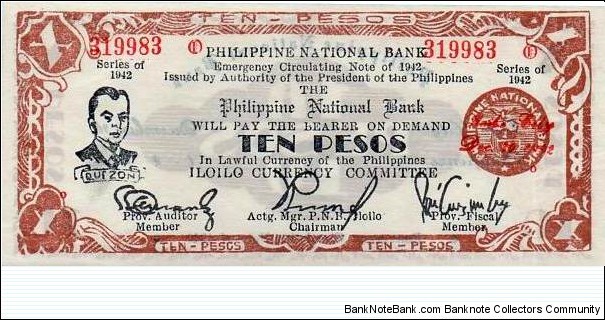 TEN - PESOS
319983 PHILIPPINE NATIONAL BANK 319983
Series of 1942
Emergency Circulating Note of 1942
Series of 1942
Issued by Authority of the President of the Philippines
THE
Philippine National Bank
WILL PAY THE BEARER ON DEMAND
TEN PESOS
In Lawful Currency of the Philippines
ILOILO CURRENCY COMMITTEE
QUEZON
PHILIPPINE NATIONAL
Prov. Auditor
Member
Actg. Mgr. P.N.B. Iloilo
Chairman
Prov. Fiscal
Member
TEN - PESOS
TEN - PESOS
BankNoteBank.com - Banknote Collectors Community